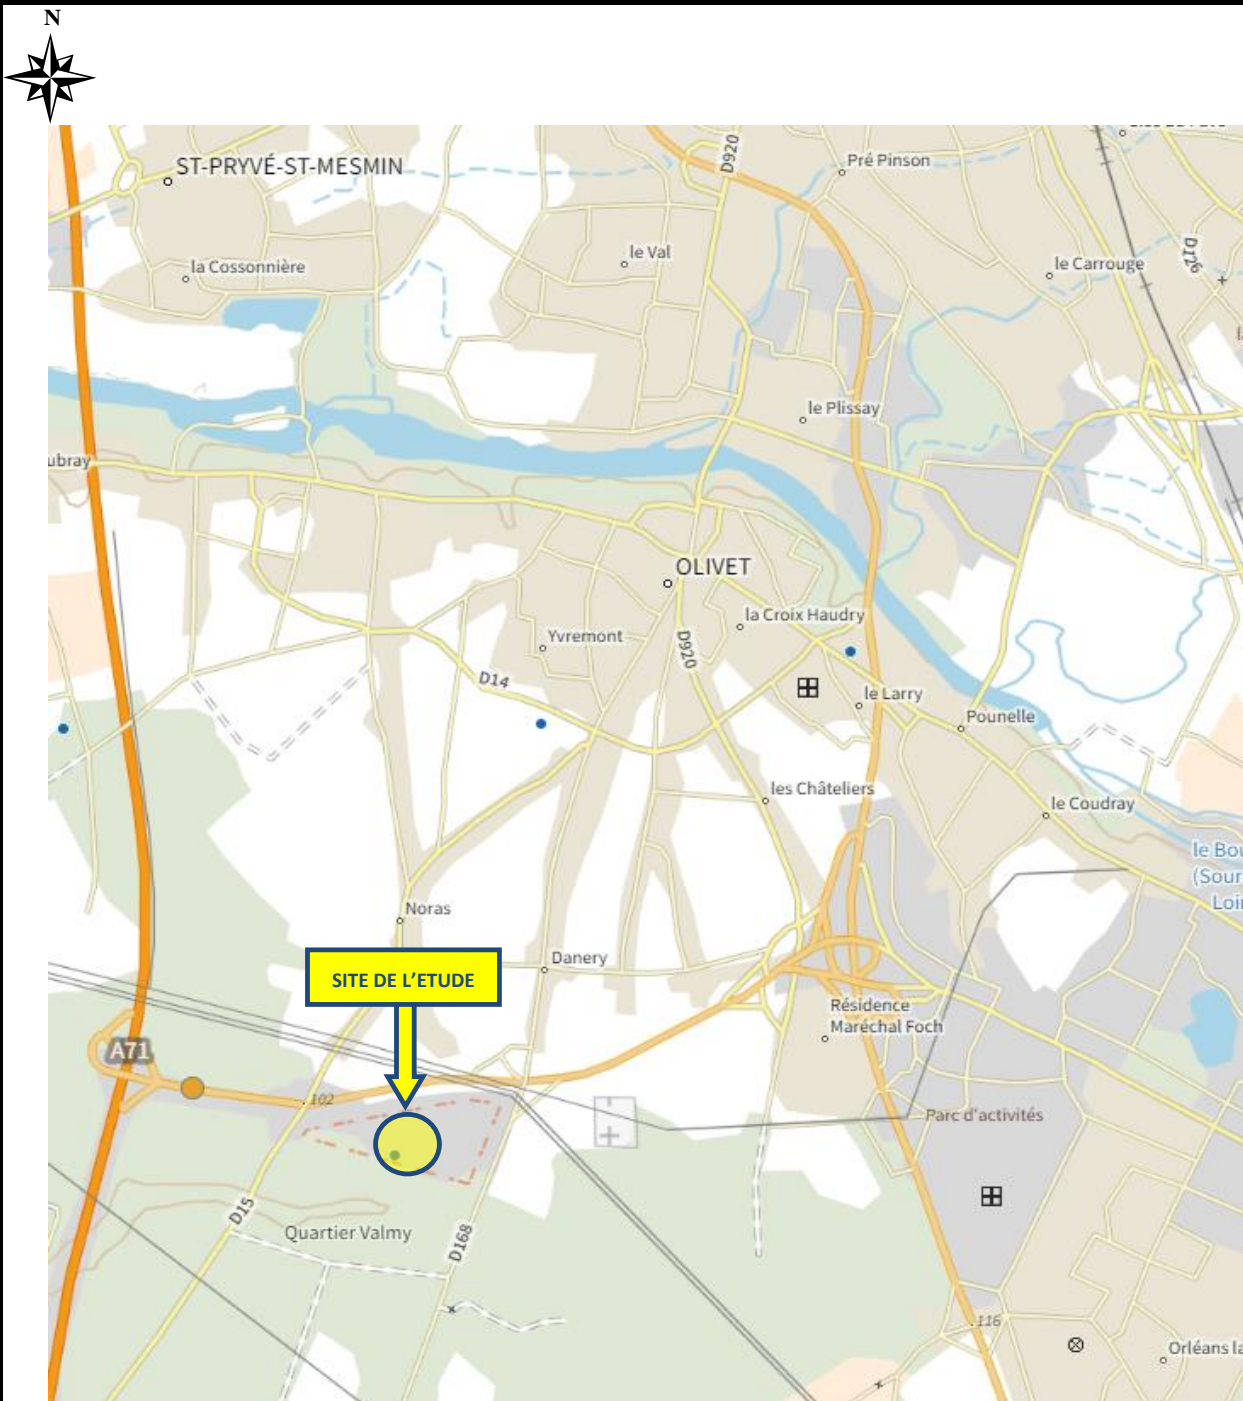 N
ST-PRYVÉ-ST-MESMIN
D920
Pré Pinson
la Cossonnière
le Val
le Carrouge
D126
le Plissay
ubray
OLIVET
la Croix Haudry
Yvremont
D920
D14
le Larry
Pounelle
les Châteliers
le Coudray
le Bou
(Sour
Loi
Noras
Danery
SITE DE L'ETUDE
Résidence
Maréchal Foch
A71
102
Parc d'activités
D15
Quartier Valmy
D168
116
Orléans la